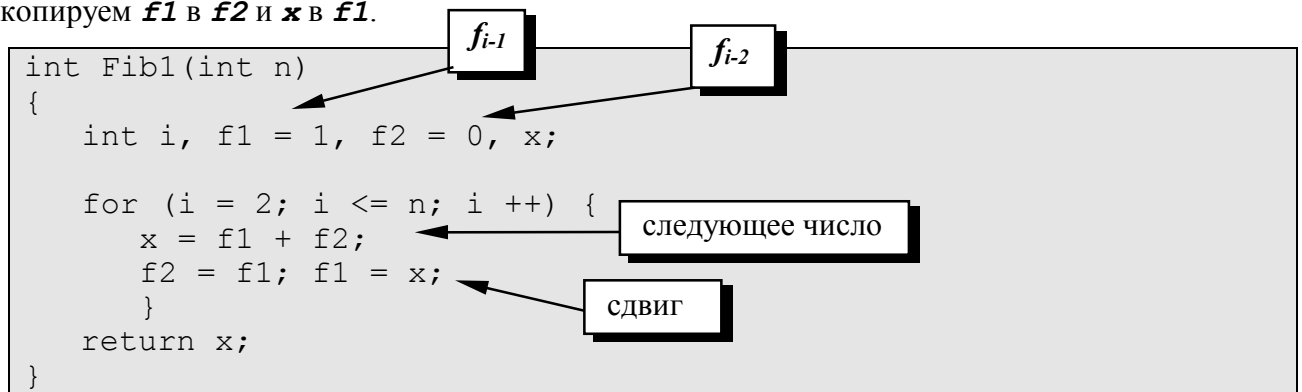 копируем f1 в f2 и x в f1.
fi-1
fi-2
int Fib1(int n)
{
int i, f1 = 1, f2 = 0, x;
for (i = 2; i <= n; i ++) {
следующее число
x = f1 + f2;
f2 = f1; f1 = x;
сдвиг
}
return x;
}